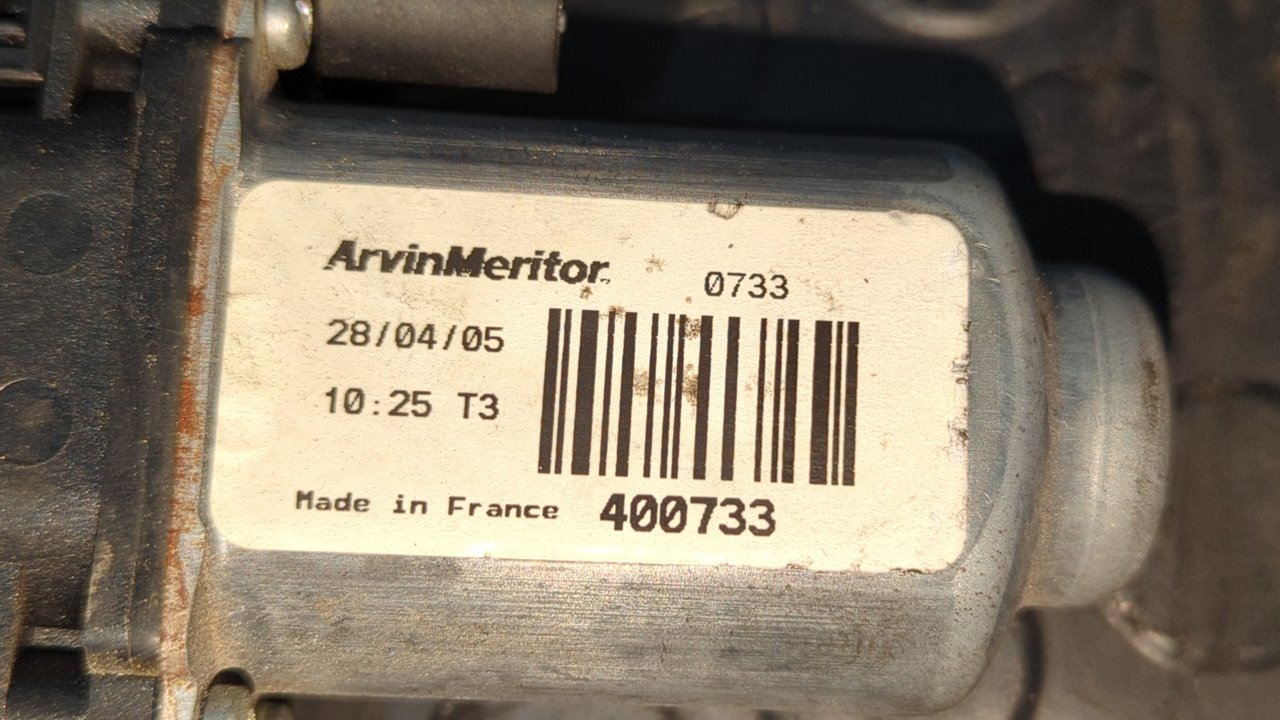 ArvinMeritor
0733
28/04/05
10:25 T3
Made in France
400733